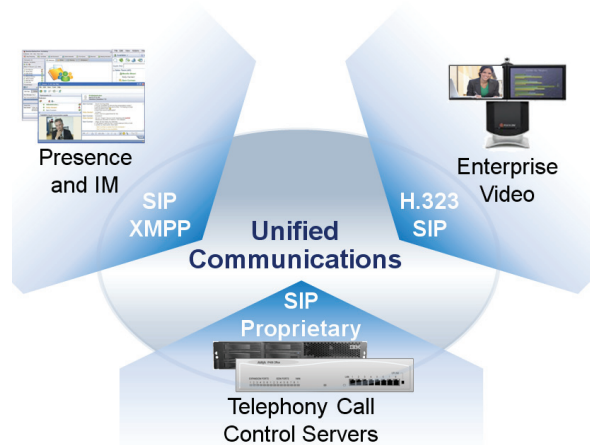 Presence
and IM
SIP
XMPP
Enterprise
Video
H.323
SIP
Unified
Communications
SIP
Proprietary
IBM
Telephony Call
Control Servers